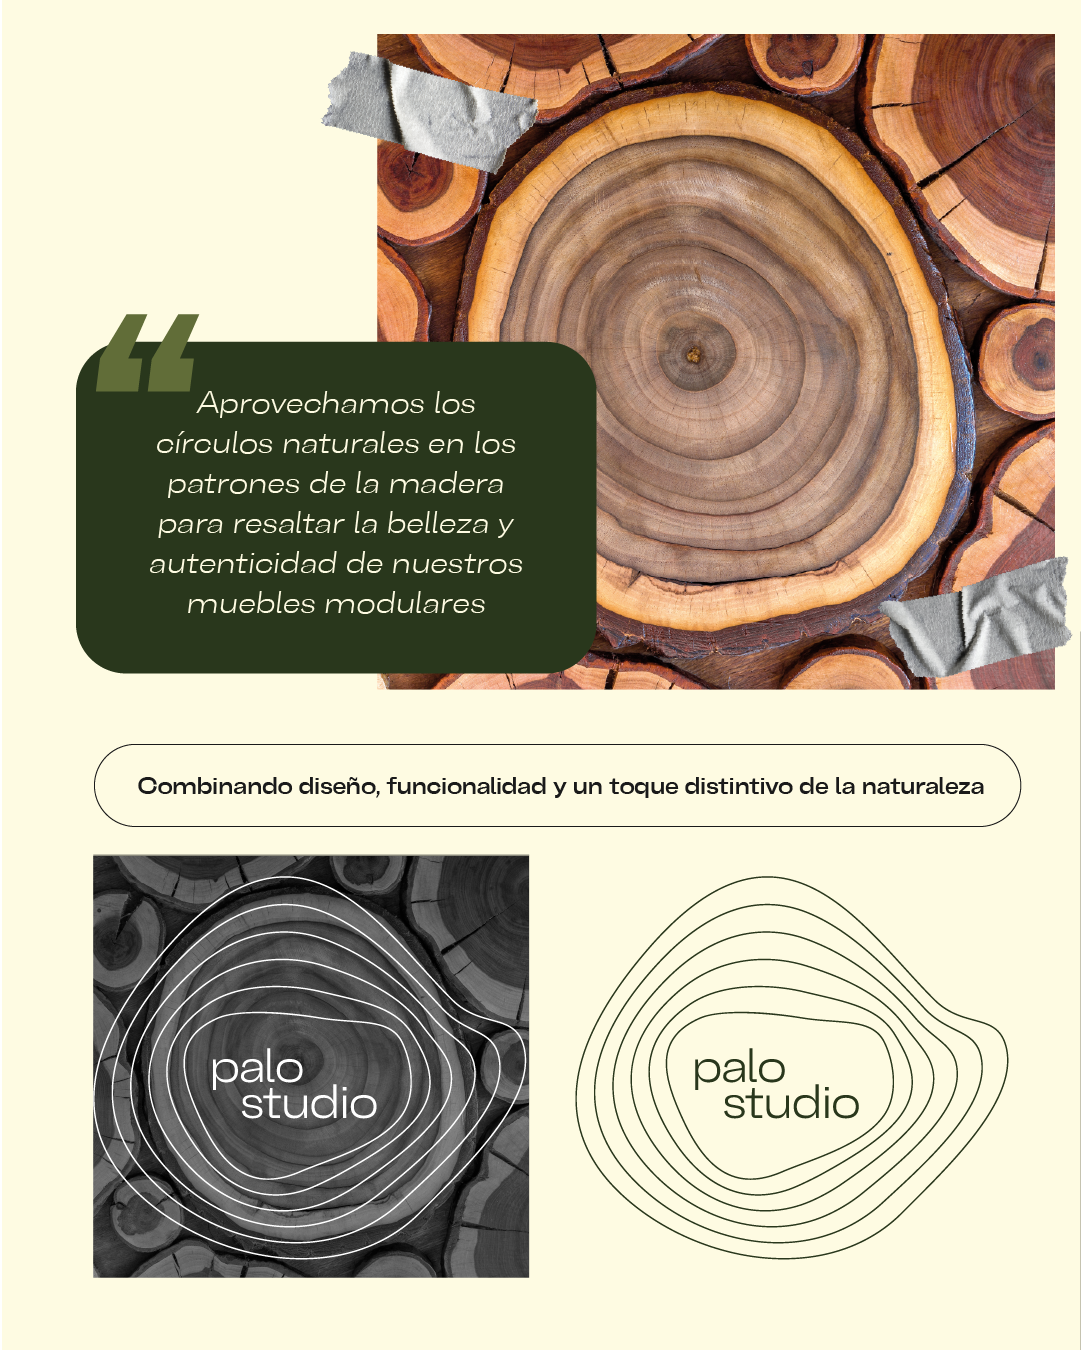 Aprovechamos los
círculos naturales en los
patrones de la madera
para resaltar la belleza y
autenticidad de nuestros
muebles modulares
Combinando diseño, funcionalidad y un toque distintivo de la naturaleza
palo
studio
palo
studio